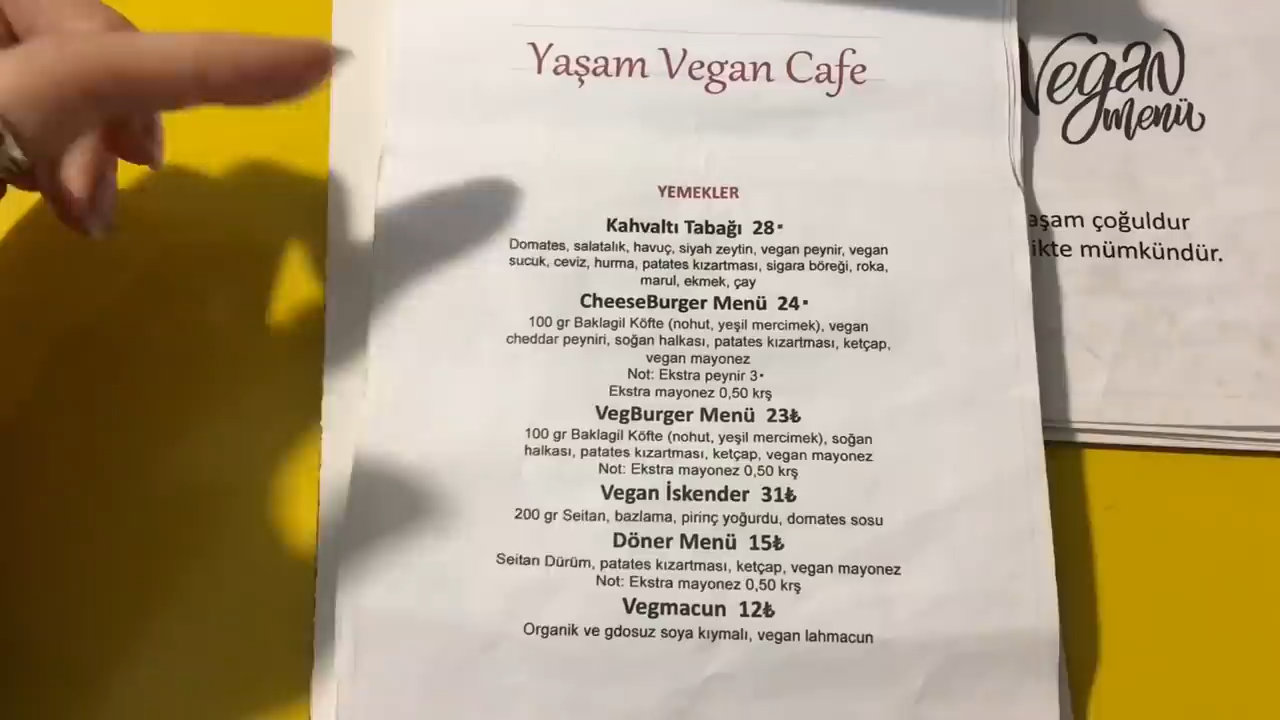 Yaşam Vegan Cafe
YEMEKLER
Kahvaltı Tabağı 28
Domates, salatalık, havuç, siyah zeytin, vegan peynir, vegan
sucuk, ceviz, hurma, patates kızartması, sigara böreği, roka,
marul, ekmek, çay
CheeseBurger Menü 24
100 gr Baklagil Köfte (nohut, yeşil mercimek), vegan
cheddar peyniri, soğan halkası, patates kızartması, ketçap,
vegan mayonez
Not: Ekstra peynir 3
Ekstra mayonez 0,50 krş
VegBurger Menü 23₺
100 gr Baklagil Köfte (nohut, yeşil mercimek), soğan
halkası, patates kızartması, ketçap, vegan mayonez
Not: Ekstra mayonez 0,50 krş
Vegan İskender 31₺
200 gr Seitan, bazlama, pirinç yoğurdu, domates sosu
Döner Menü 15₺
Seitan Dürüm, patates kızartması, ketçap, vegan mayonez
Not: Ekstra mayonez 0,50 krş
Vegmacun 12₺
Organik ve gdosuz soya kıymalı, vegan lahmacun
Vegan
menü
aşam çoğuldur
ikte mümkündür.